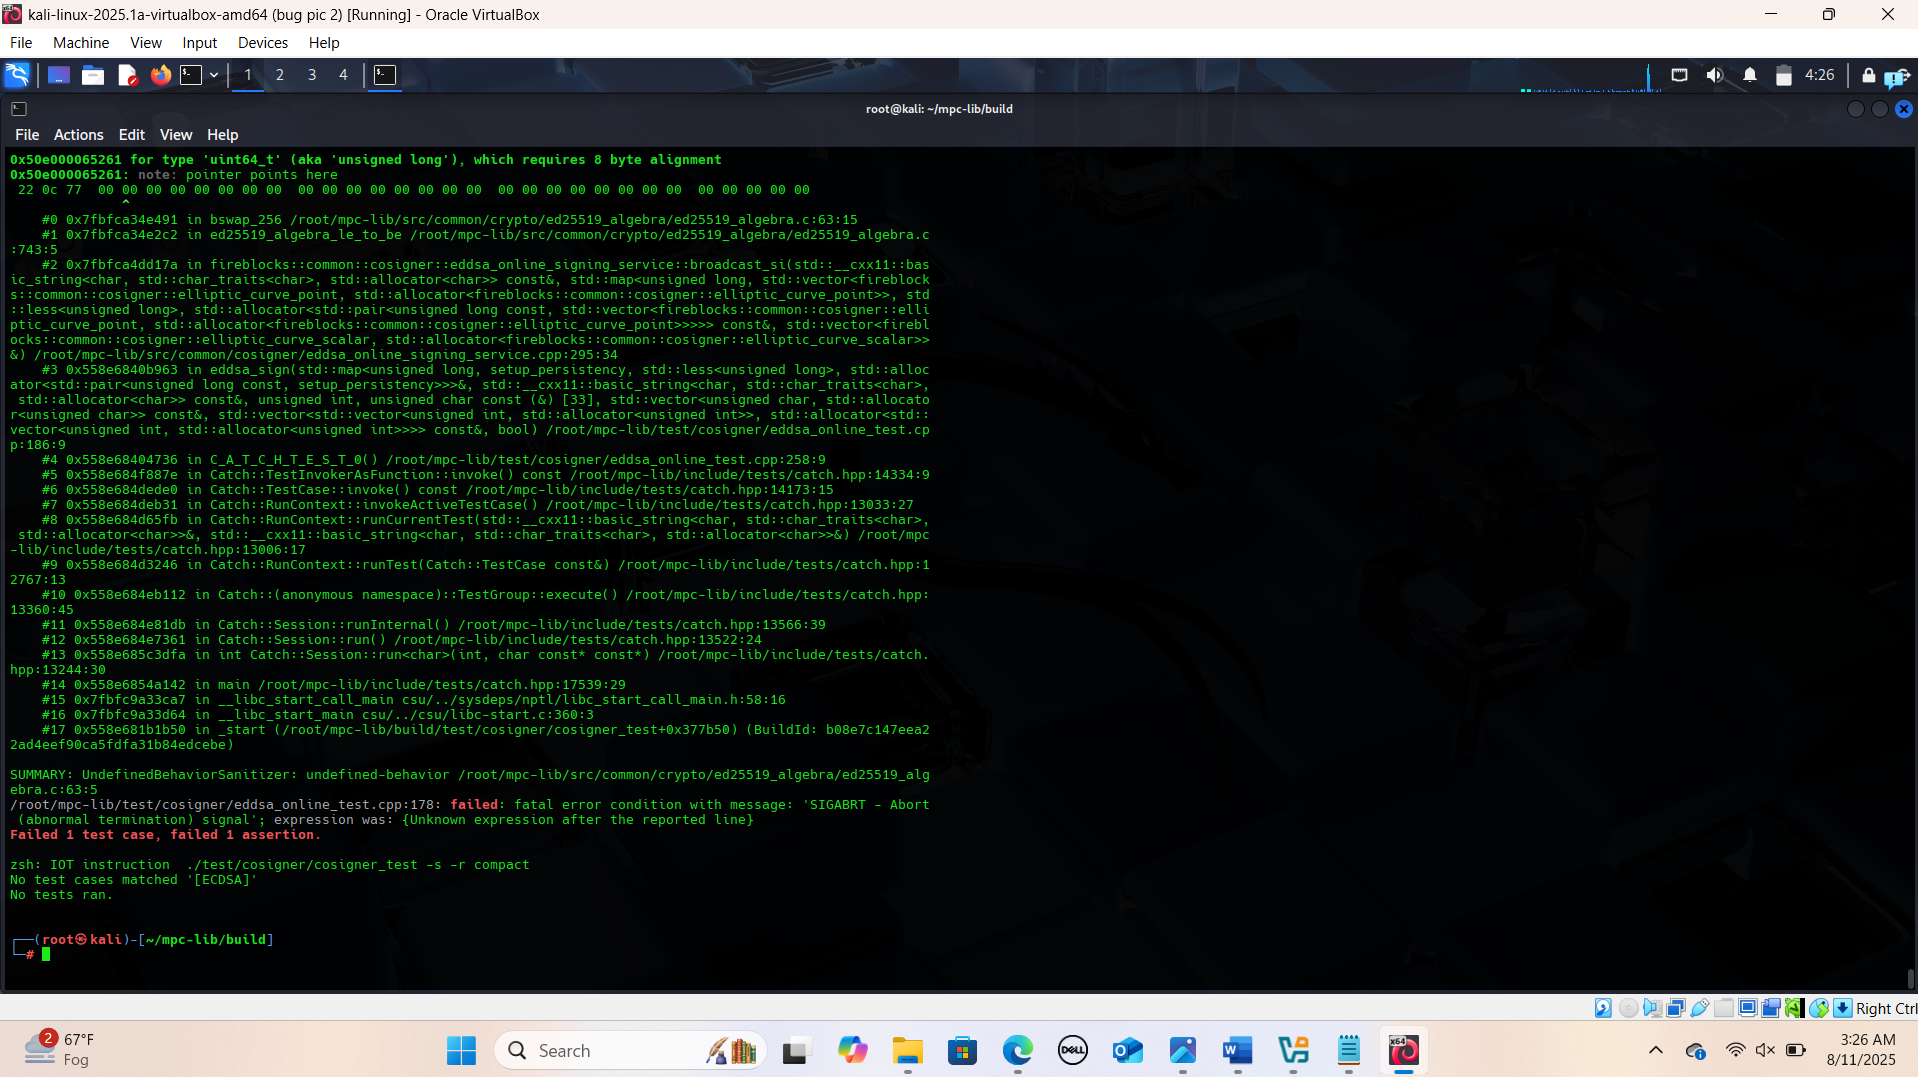 kali-linux-2025.1a-virtualbox-amd64 (bug pic 2) [Running] - Oracle VirtualBox
File Machine View Input Devices Help
1 2 3 4 4:26
root@kali: ~/mpc-lib/build
File Actions Edit View Help
0x50e000065261 for type 'uint64_t' (aka 'unsigned long'), which requires 8 byte alignment
0x50e000065261: note: pointer points here
 22 0c 77  00 00 00 00 00 00 00 00  00 00 00 00 00 00 00 00  00 00 00 00 00 00 00 00  00 00 00 00 00
              ^
    #0 0x7fbfca34e491 in bswap_256 /root/mpc-lib/src/common/crypto/ed25519_algebra/ed25519_algebra.c:63:15
    #1 0x7fbfca34e2c2 in ed25519_algebra_le_to_be /root/mpc-lib/src/common/crypto/ed25519_algebra/ed25519_algebra.c
:743:5
    #2 0x7fbfca4dd17a in fireblocks::common::cosigner::eddsa_online_signing_service::broadcast_si(std::__cxx11::bas
ic_string<char, std::char_traits<char>, std::allocator<char>> const&, std::map<unsigned long, std::vector<fireblock
s::common::cosigner::elliptic_curve_point, std::allocator<fireblocks::common::cosigner::elliptic_curve_point>>, std
::less<unsigned long>, std::allocator<std::pair<unsigned long const, std::vector<fireblocks::common::cosigner::elli
ptic_curve_point, std::allocator<fireblocks::common::cosigner::elliptic_curve_point>>>>> const&, std::vector<firebl
ocks::common::cosigner::elliptic_curve_scalar, std::allocator<fireblocks::common::cosigner::elliptic_curve_scalar>>
&) /root/mpc-lib/src/common/cosigner/eddsa_online_signing_service.cpp:295:34
    #3 0x558e6840b963 in eddsa_sign(std::map<unsigned long, setup_persistency, std::less<unsigned long>, std::alloc
ator<std::pair<unsigned long const, setup_persistency>>>&, std::__cxx11::basic_string<char, std::char_traits<char>,
 std::allocator<char>> const&, unsigned int, unsigned char const (&) [33], std::vector<unsigned char, std::allocato
r<unsigned char>> const&, std::vector<std::vector<unsigned int, std::allocator<unsigned int>>, std::allocator<std::
vector<unsigned int, std::allocator<unsigned int>>>> const&, bool) /root/mpc-lib/test/cosigner/eddsa_online_test.cp
p:186:9
    #4 0x558e68404736 in C_A_T_C_H_T_E_S_T_0() /root/mpc-lib/test/cosigner/eddsa_online_test.cpp:258:9
    #5 0x558e684f887e in Catch::TestInvokerAsFunction::invoke() const /root/mpc-lib/include/tests/catch.hpp:14334:9
    #6 0x558e684dede0 in Catch::TestCase::invoke() const /root/mpc-lib/include/tests/catch.hpp:14173:15
    #7 0x558e684deb31 in Catch::RunContext::invokeActiveTestCase() /root/mpc-lib/include/tests/catch.hpp:13033:27
    #8 0x558e684d65fb in Catch::RunContext::runCurrentTest(std::__cxx11::basic_string<char, std::char_traits<char>,
 std::allocator<char>>&, std::__cxx11::basic_string<char, std::char_traits<char>, std::allocator<char>>&) /root/mpc
-lib/include/tests/catch.hpp:13006:17
    #9 0x558e684d3246 in Catch::RunContext::runTest(Catch::TestCase const&) /root/mpc-lib/include/tests/catch.hpp:1
2767:13
    #10 0x558e684eb112 in Catch::(anonymous namespace)::TestGroup::execute() /root/mpc-lib/include/tests/catch.hpp:
13360:45
    #11 0x558e684e81db in Catch::Session::runInternal() /root/mpc-lib/include/tests/catch.hpp:13566:39
    #12 0x558e684e7361 in Catch::Session::run() /root/mpc-lib/include/tests/catch.hpp:13522:24
    #13 0x558e685c3dfa in int Catch::Session::run<char>(int, char const* const*) /root/mpc-lib/include/tests/catch.
hpp:13244:30
    #14 0x558e6854a142 in main /root/mpc-lib/include/tests/catch.hpp:17539:29
    #15 0x7fbfc9a33ca7 in __libc_start_call_main csu/../sysdeps/nptl/libc_start_call_main.h:58:16
    #16 0x7fbfc9a33d64 in __libc_start_main csu/../csu/libc-start.c:360:3
    #17 0x558e681b1b50 in _start (/root/mpc-lib/build/test/cosigner/cosigner_test+0x377b50) (BuildId: b08e7c147eea2
2ad4eef90ca5fdfa31b84edcebe)
SUMMARY: UndefinedBehaviorSanitizer: undefined-behavior /root/mpc-lib/src/common/crypto/ed25519_algebra/ed25519_alg
ebra.c:63:5
/root/mpc-lib/test/cosigner/eddsa_online_test.cpp:178: failed: fatal error condition with message: 'SIGABRT - Abort
 (abnormal termination) signal'; expression was: {Unknown expression after the reported line}
Failed 1 test case, failed 1 assertion.
zsh: IOT instruction  ./test/cosigner/cosigner_test -s -r compact
No test cases matched '[ECDSA]'
No tests ran.
┌──(root㉿kali)-[~/mpc-lib/build]
└─#
Right Ctrl
2
67°F
Fog
Search
DELL
3:26 AM
8/11/2025